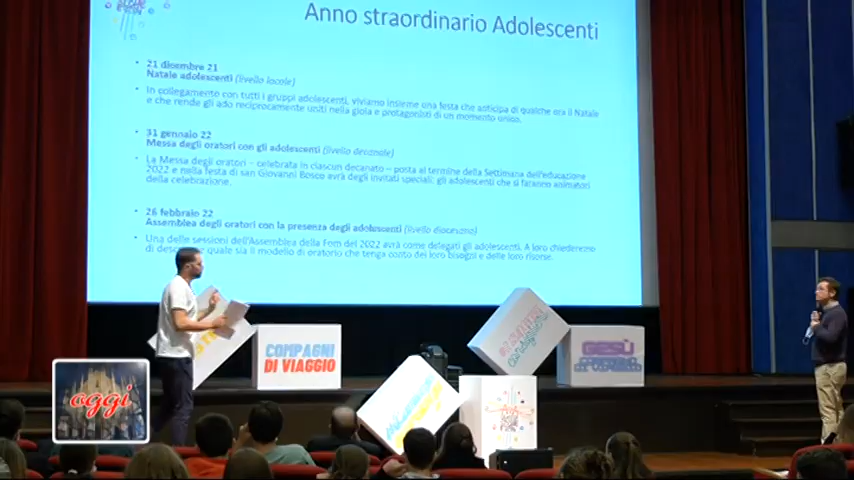 Anno straordinario Adolescenti
• 21 dicembre 21
Natale adolescenti (livello locale)
• In collegamento con tutti i gruppi adolescenti, viviamo insieme una festa che anticipa di qualche ora il Natale
e che rende gli ado reciprocamente uniti nella gioia e protagonisti di un momento unico.
• 31 gennaio 22
Messa degli oratori con gli adolescenti (livello decanale)
• La Messa degli oratori – celebrata in ciascun decanato – posta al termine della Settimana dell'educazione
2022 e nella festa di san Giovanni Bosco avrà degli invitati speciali: gli adolescenti che si faranno animatori
della celebrazione.
• 26 febbraio 22
Assemblea degli oratori con la presenza degli adolescenti (livello diocesano)
• Una delle sessioni dell'Assemblea della Fom del 2022 avrà come delegati gli adolescenti. A loro chiederemo
di descrivere quale sia il modello di oratorio che tenga conto dei loro bisogni e delle loro risorse.
COMPAGNI
DI VIAGGIO
GESÙ
oggi